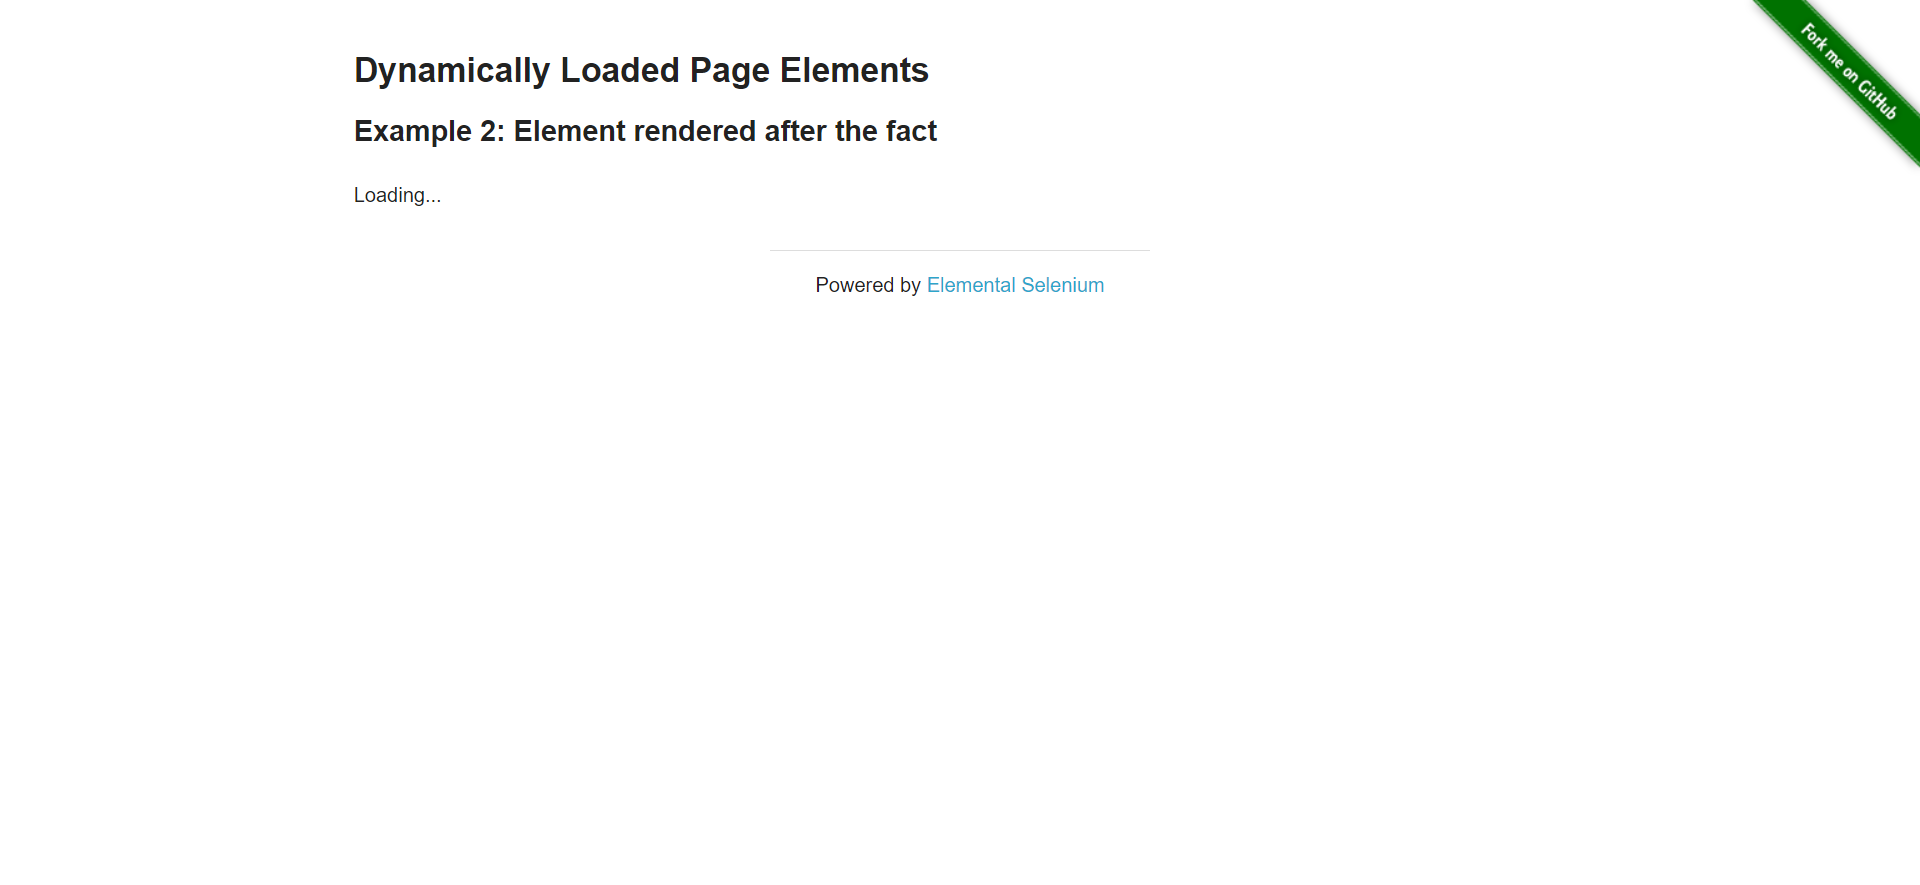 Dynamically Loaded Page Elements
Fork me on GitHub
Example 2: Element rendered after the fact
Loading...
Powered by Elemental Selenium